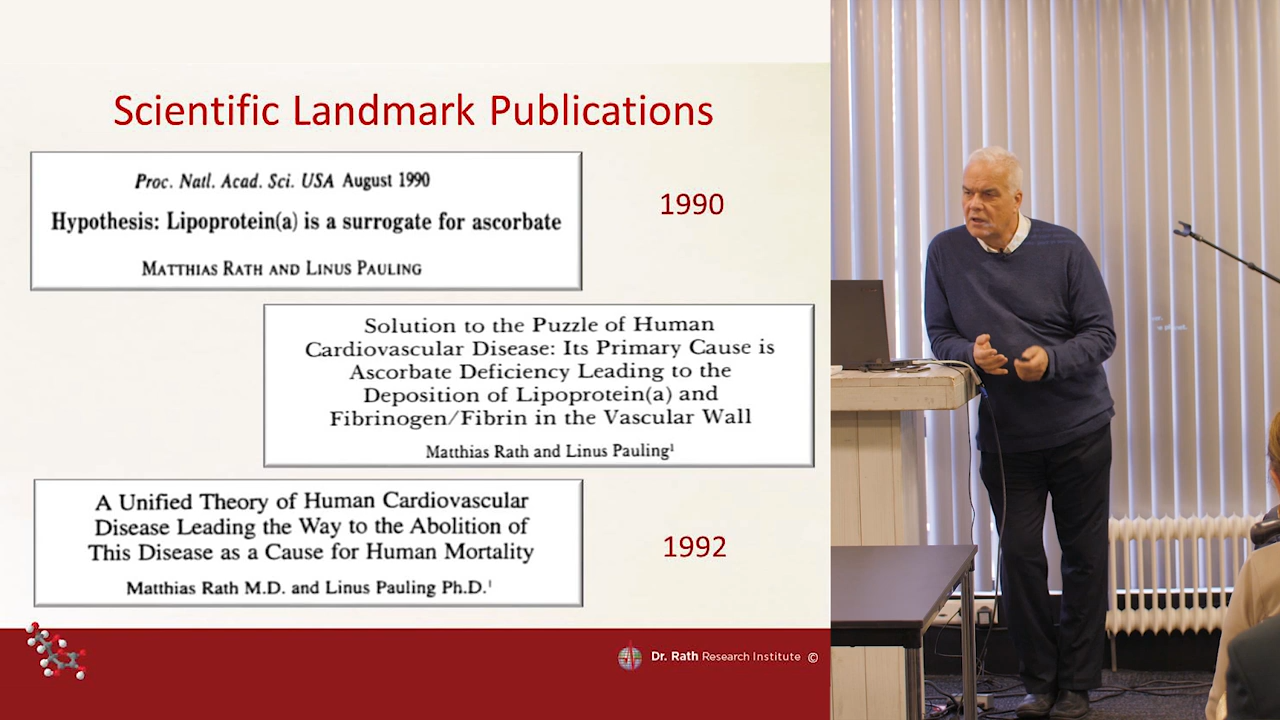 Scientific Landmark Publications
Proc. Natl. Acad. Sci. USA August 1990
Hypothesis: Lipoprotein(a) is a surrogate for ascorbate
MATTHIAS RATH AND LINUS PAULING
1990
Solution to the Puzzle of Human
Cardiovascular Disease: Its Primary Cause is
Ascorbate Deficiency Leading to the
Deposition of Lipoprotein(a) and
Fibrinogen/Fibrin in the Vascular Wall
Matthias Rath and Linus Pauling¹
A Unified Theory of Human Cardiovascular
Disease Leading the Way to the Abolition of
This Disease as a Cause for Human Mortality
Matthias Rath M.D. and Linus Pauling Ph.D.¹
1992
Dr. Rath Research Institute ©